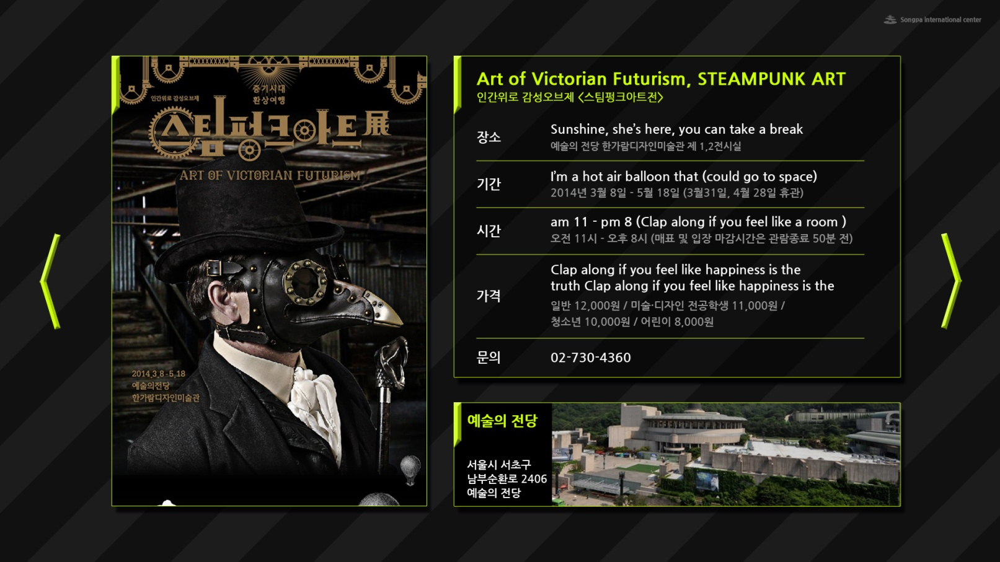 Songpa international center
인간위로 감성오브제
증기시대
환상여행
스팀펑크아트展
ART OF VICTORIAN FUTURISM
2014.3.8-5.18
예술의전당
한가람디자인미술관
Art of Victorian Futurism, STEAMPUNK ART
인간위로 감성오브제 <스팀펑크아트전>
장소
Sunshine, she’s here, you can take a break
예술의 전당 한가람디자인미술관 제 1,2전시실
기간
I’m a hot air balloon that (could go to space)
2014년 3월 8일 - 5월 18일 (3월31일, 4월 28일 휴관)
시간
am 11 - pm 8 (Clap along if you feel like a room )
오전 11시 - 오후 8시 (매표 및 입장 마감시간은 관람종료 50분 전)
가격
Clap along if you feel like happiness is the
truth Clap along if you feel like happiness is the
일반 12,000원 / 미술·디자인 전공학생 11,000원 /
청소년 10,000원 / 어린이 8,000원
문의
02-730-4360
예술의 전당
서울시 서초구
남부순환로 2406
예술의 전당